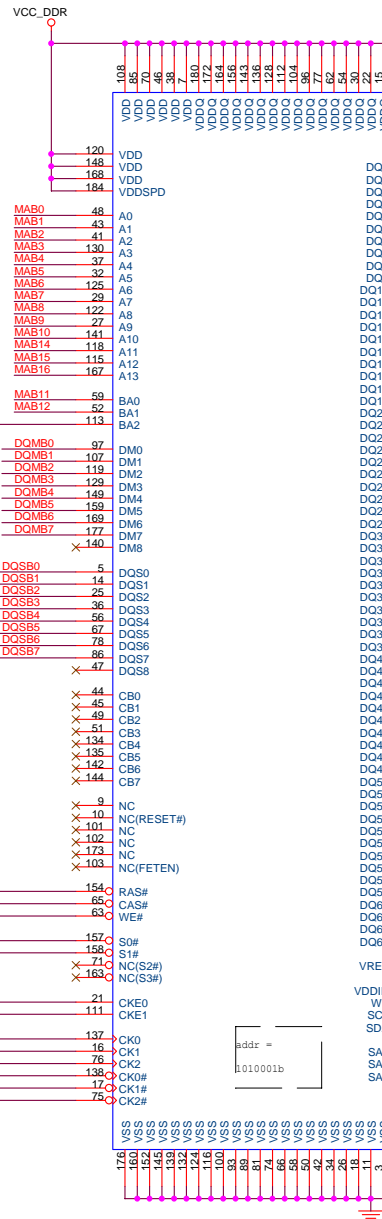 VCC_DDR
108 85 70 46 38 7 180 172 164 156 143 136 128 112 104 96 77 62 54 30 22 15
VDD VDD VDD VDD VDD VDD VDDQ VDDQ VDDQ VDDQ VDDQ VDDQ VDDQ VDDQ VDDQ VDDQ VDDQ VDDQ VDDQ VDDQ VDDQ VDDQ
120 VDD
148 VDD
168 VDD
184 VDDSPD
MAB0 48 A0
MAB1 43 A1
MAB2 41 A2
MAB3 130 A3
MAB4 37 A4
MAB5 32 A5
MAB6 125 A6
MAB7 29 A7
MAB8 122 A8
MAB9 27 A9
MAB10 141 A10
MAB14 118 A11
MAB15 115 A12
MAB16 167 A13
MAB11 59 BA0
MAB12 52 BA1
113 BA2
DQMB0 97 DM0
DQMB1 107 DM1
DQMB2 119 DM2
DQMB3 129 DM3
DQMB4 149 DM4
DQMB5 159 DM5
DQMB6 169 DM6
DQMB7 177 DM7
140 DM8
DQSB0 5 DQS0
DQSB1 14 DQS1
DQSB2 25 DQS2
DQSB3 36 DQS3
DQSB4 56 DQS4
DQSB5 67 DQS5
DQSB6 78 DQS6
DQSB7 86 DQS7
47 DQS8
44 CB0
45 CB1
49 CB2
51 CB3
134 CB4
135 CB5
142 CB6
144 CB7
9 NC
10 NC(RESET#)
101 NC
102 NC
173 NC
103 NC(FETEN)
154 RAS#
65 CAS#
63 WE#
157 S0#
158 S1#
71 NC(S2#)
163 NC(S3#)
21 CKE0
111 CKE1
137 CK0
16 CK1
76 CK2
138 CK0#
17 CK1#
75 CK2#
addr =
1010001b
VSS VSS VSS VSS VSS VSS VSS VSS VSS VSS VSS VSS VSS VSS VSS VSS VSS VSS VSS VSS VSS VSS
176 160 152 145 139 132 124 116 100 93 89 81 74 66 58 50 42 34 26 18 11 3